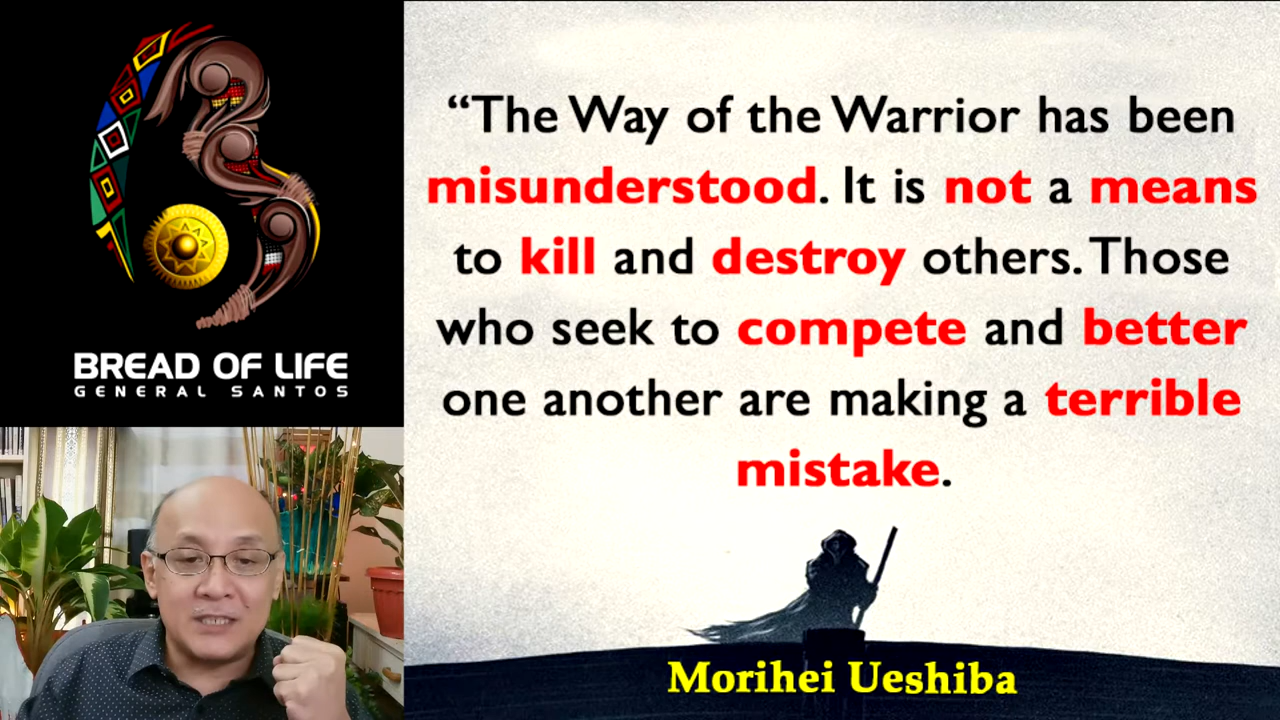 BREAD OF LIFE
GENERAL SANTOS
“The Way of the Warrior has been
misunderstood. It is not a means
to kill and destroy others. Those
who seek to compete and better
one another are making a terrible
mistake.
Morihei Ueshiba